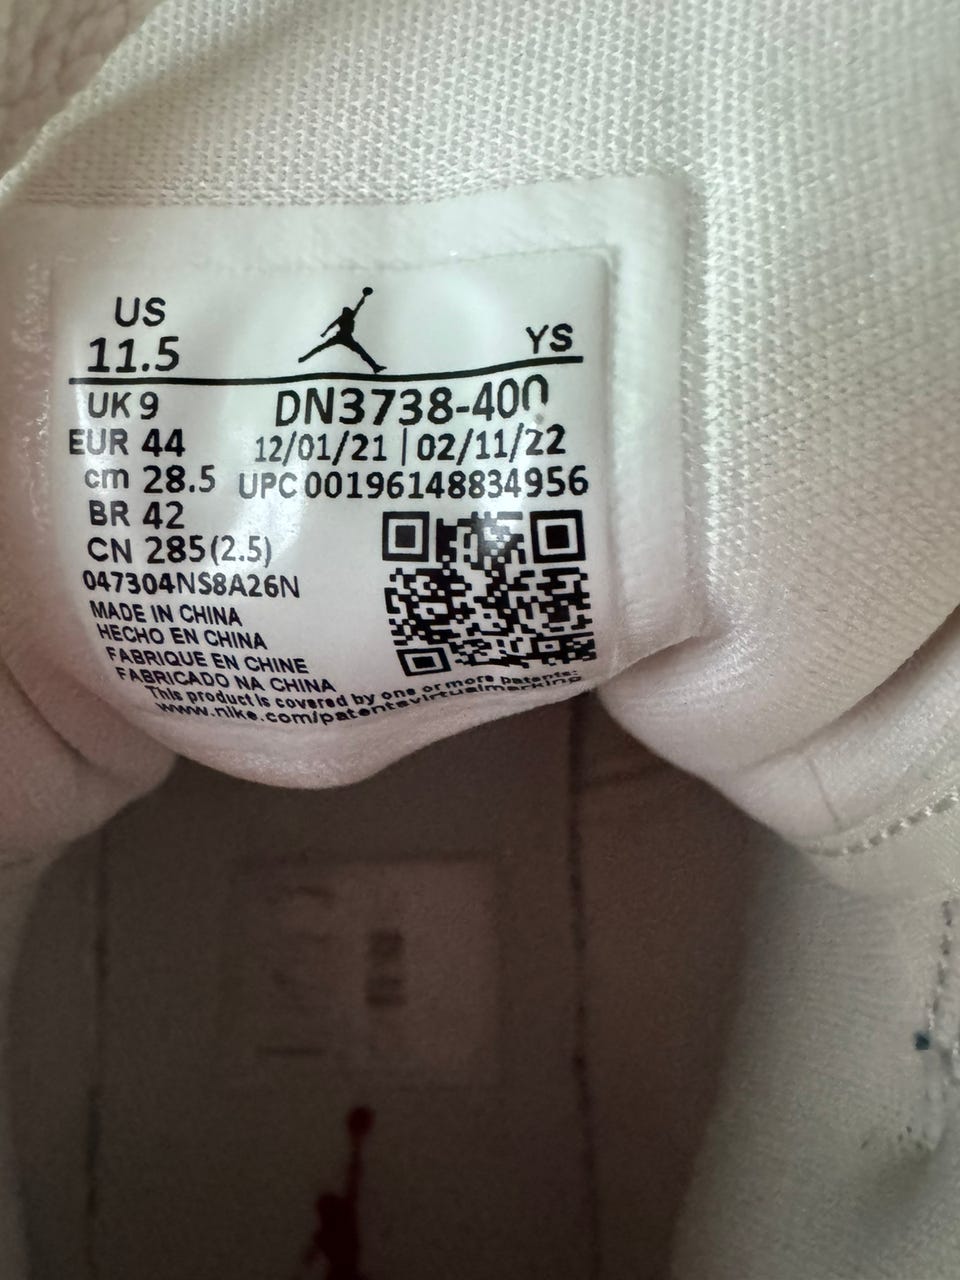 US
11.5
YS
UK 9
DN3738-400
EUR 44
12/01/21 | 02/11/22
cm 28.5
UPC 00196148834956
BR 42
CN 285(2.5)
047304NS8A26N
MADE IN CHINA
HECHO EN CHINA
FABRIQUE EN CHINE
FABRICADO NA CHINA
This product is covered by one or more patents:
www.nike.com/patentsvirtualmarking